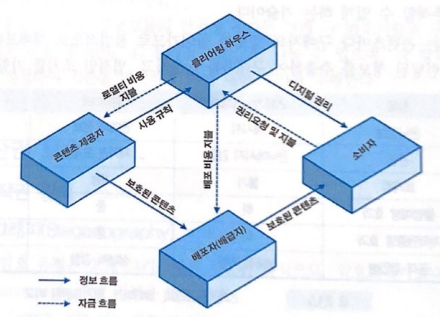 클리어링 하우스
로열티 비용
지불
사용 규칙
디지털 권리
권리요청 및 지불
콘텐츠 제공자
배포 비용 지불
소비자
보호된 콘텐츠
보호된 콘텐츠
배포자(배급자)
정보 흐름
자금 흐름